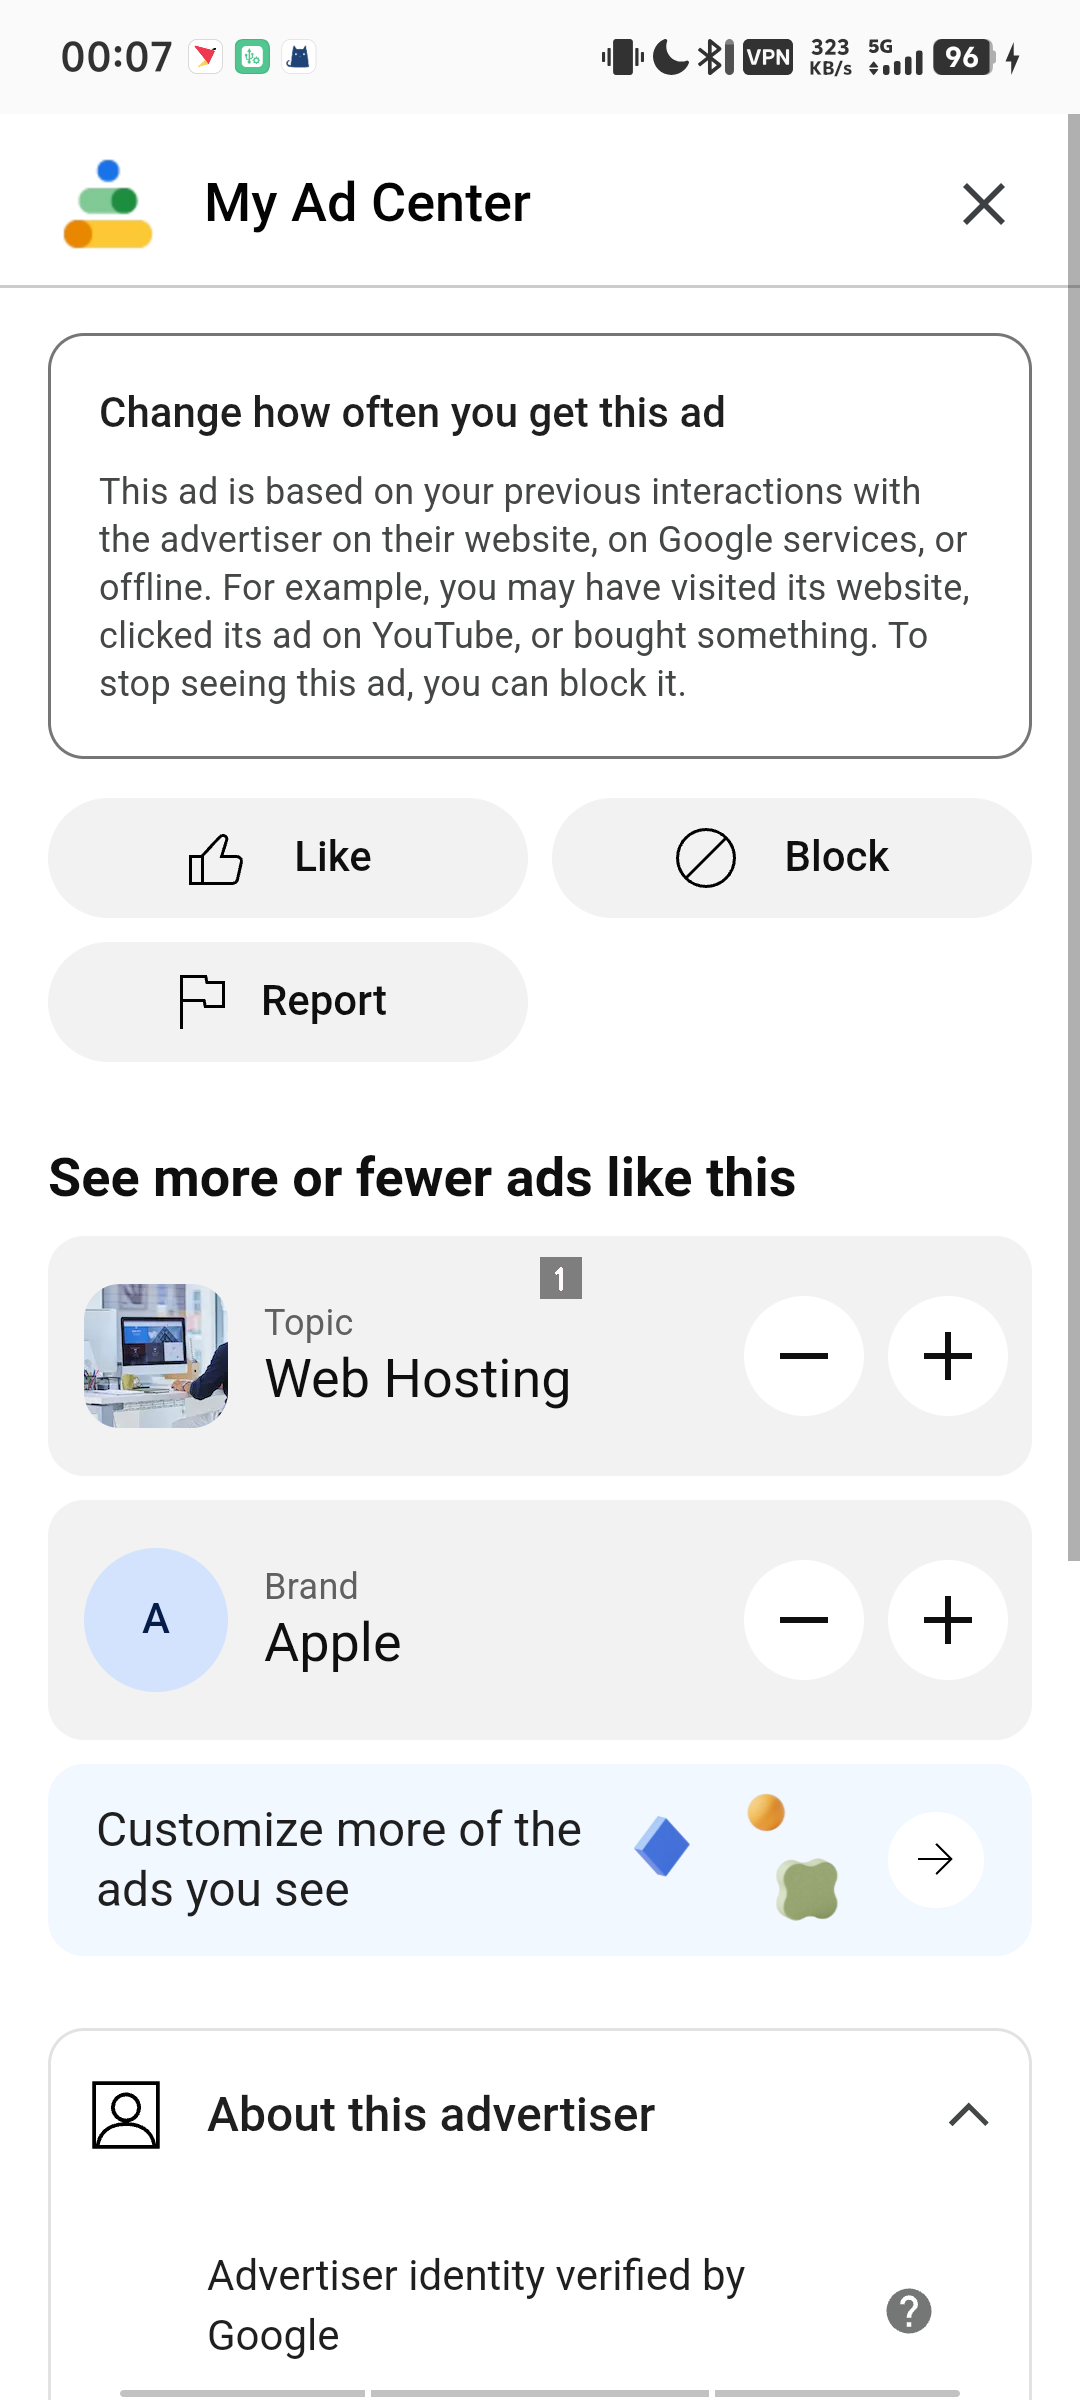 00:07
VPN
323
KB/s
5G
96
My Ad Center
Change how often you get this ad
This ad is based on your previous interactions with
the advertiser on their website, on Google services, or
offline. For example, you may have visited its website,
clicked its ad on YouTube, or bought something. To
stop seeing this ad, you can block it.
Like
Block
Report
See more or fewer ads like this
1
Topic
Web Hosting
A
Brand
Apple
Customize more of the
ads you see
About this advertiser
Advertiser identity verified by
Google
?